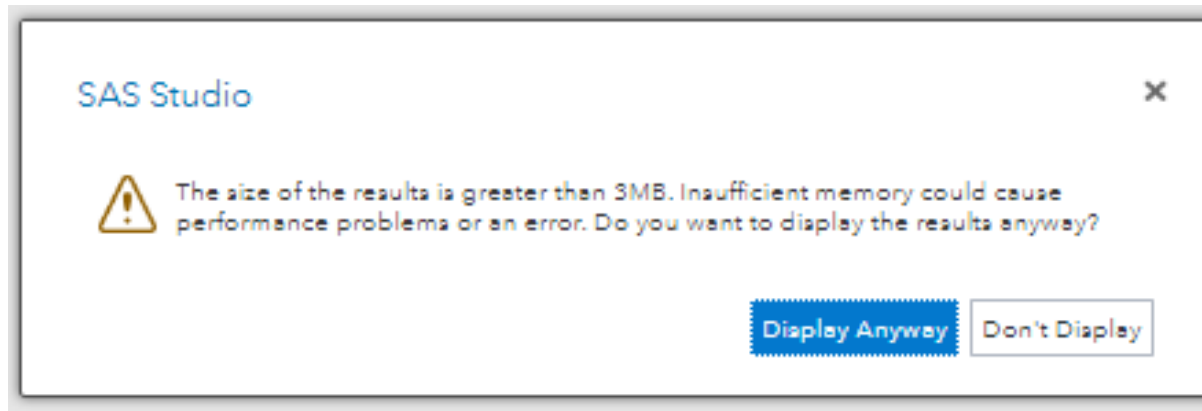 SAS Studio
The size of the results is greater than 3MB. Insufficient memory could cause
performance problems or an error. Do you want to display the results anyway?
Display Anyway Don't Display